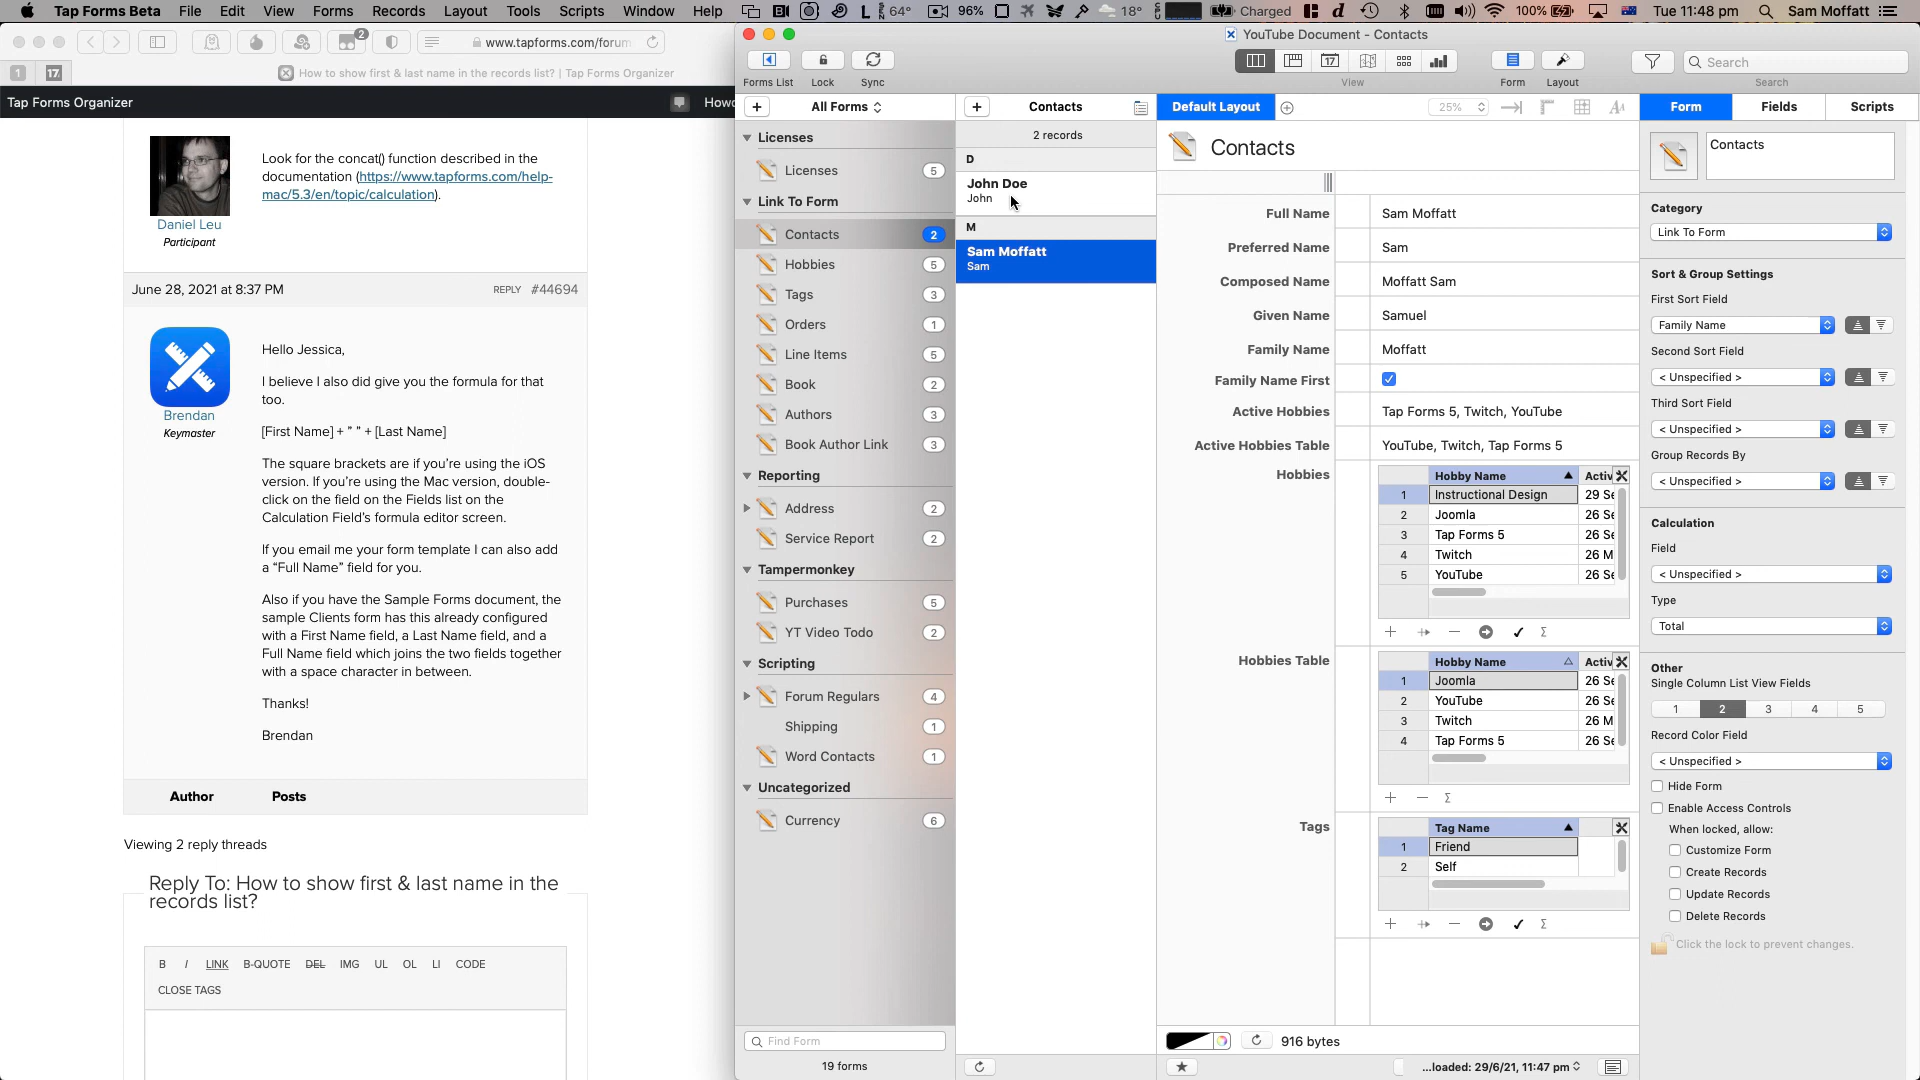 Tap Forms Beta File Edit View Forms Records Layout Tools Scripts Window Help 64° 96% 18° Charged 100% Tue 11:48 pm Sam Moffatt
2 www.tapforms.com/forum
1 17 How to show first & last name in the records list? | Tap Forms Organizer
Tap Forms Organizer
Look for the concat() function described in the
documentation (https://www.tapforms.com/help-
mac/5.3/en/topic/calculation).
Daniel Leu
Participant
June 28, 2021 at 8:37 PM REPLY #44694
Hello Jessica,
I believe I also did give you the formula for that
too.
[First Name] + ” ” + [Last Name]
The square brackets are if you’re using the iOS
version. If you’re using the Mac version, double-
click on the field on the Fields list on the
Calculation Field’s formula editor screen.
If you email me your form template I can also add
a “Full Name” field for you.
Also if you have the Sample Forms document, the
sample Clients form has this already configured
with a First Name field, a Last Name field, and a
Full Name field which joins the two fields together
with a space character in between.
Thanks!
Brendan
Brendan
Keymaster
Author Posts
Viewing 2 reply threads
Reply To: How to show first & last name in the
records list?
B I LINK B-QUOTE DEL IMG UL OL LI CODE
CLOSE TAGS
YouTube Document - Contacts
Forms List Lock Sync View Form Layout Search
Search
17
All Forms
Licenses
Licenses 5
Link To Form
Contacts 2
Hobbies 5
Tags 3
Orders 1
Line Items 5
Book 2
Authors 3
Book Author Link 3
Reporting
Address 2
Service Report 2
Tampermonkey
Purchases 5
YT Video Todo 2
Scripting
Forum Regulars 4
Shipping 1
Word Contacts 1
Uncategorized
Currency 6
Find Form
19 forms
Contacts
2 records
D
John Doe
John
M
Sam Moffatt
Sam
Default Layout 25%
Contacts
Full Name Sam Moffatt
Preferred Name Sam
Composed Name Moffatt Sam
Given Name Samuel
Family Name Moffatt
Family Name First
Active Hobbies Tap Forms 5, Twitch, YouTube
Active Hobbies Table YouTube, Twitch, Tap Forms 5
Hobbies
Hobby Name Activ
1 Instructional Design 29 Se
2 Joomla 26 Se
3 Tap Forms 5 26 Se
4 Twitch 26 M
5 YouTube 26 Se
Hobbies Table
Hobby Name Activ
1 Joomla 26 Se
2 YouTube 26 Se
3 Twitch 26 M
4 Tap Forms 5 26 Se
Tags
Tag Name
1 Friend
2 Self
916 bytes
...loaded: 29/6/21, 11:47 pm
Form Fields Scripts
Contacts
Category
Link To Form
Sort & Group Settings
First Sort Field
Family Name
Second Sort Field
< Unspecified >
Third Sort Field
< Unspecified >
Group Records By
< Unspecified >
Calculation
Field
< Unspecified >
Type
Total
Other
Single Column List View Fields
1 2 3 4 5
Record Color Field
< Unspecified >
Hide Form
Enable Access Controls
When locked, allow:
Customize Form
Create Records
Update Records
Delete Records
Click the lock to prevent changes.